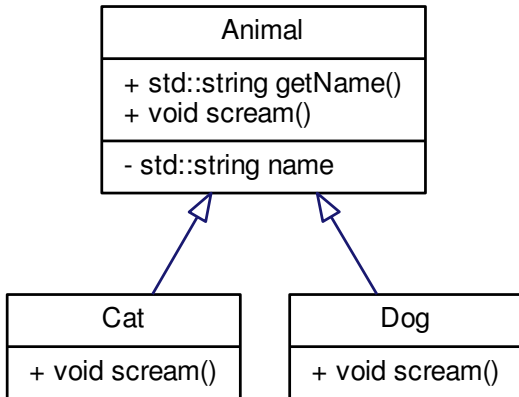 Animal
+ std::string getName()
+ void scream()
- std::string name
Cat
+ void scream()
Dog
+ void scream()